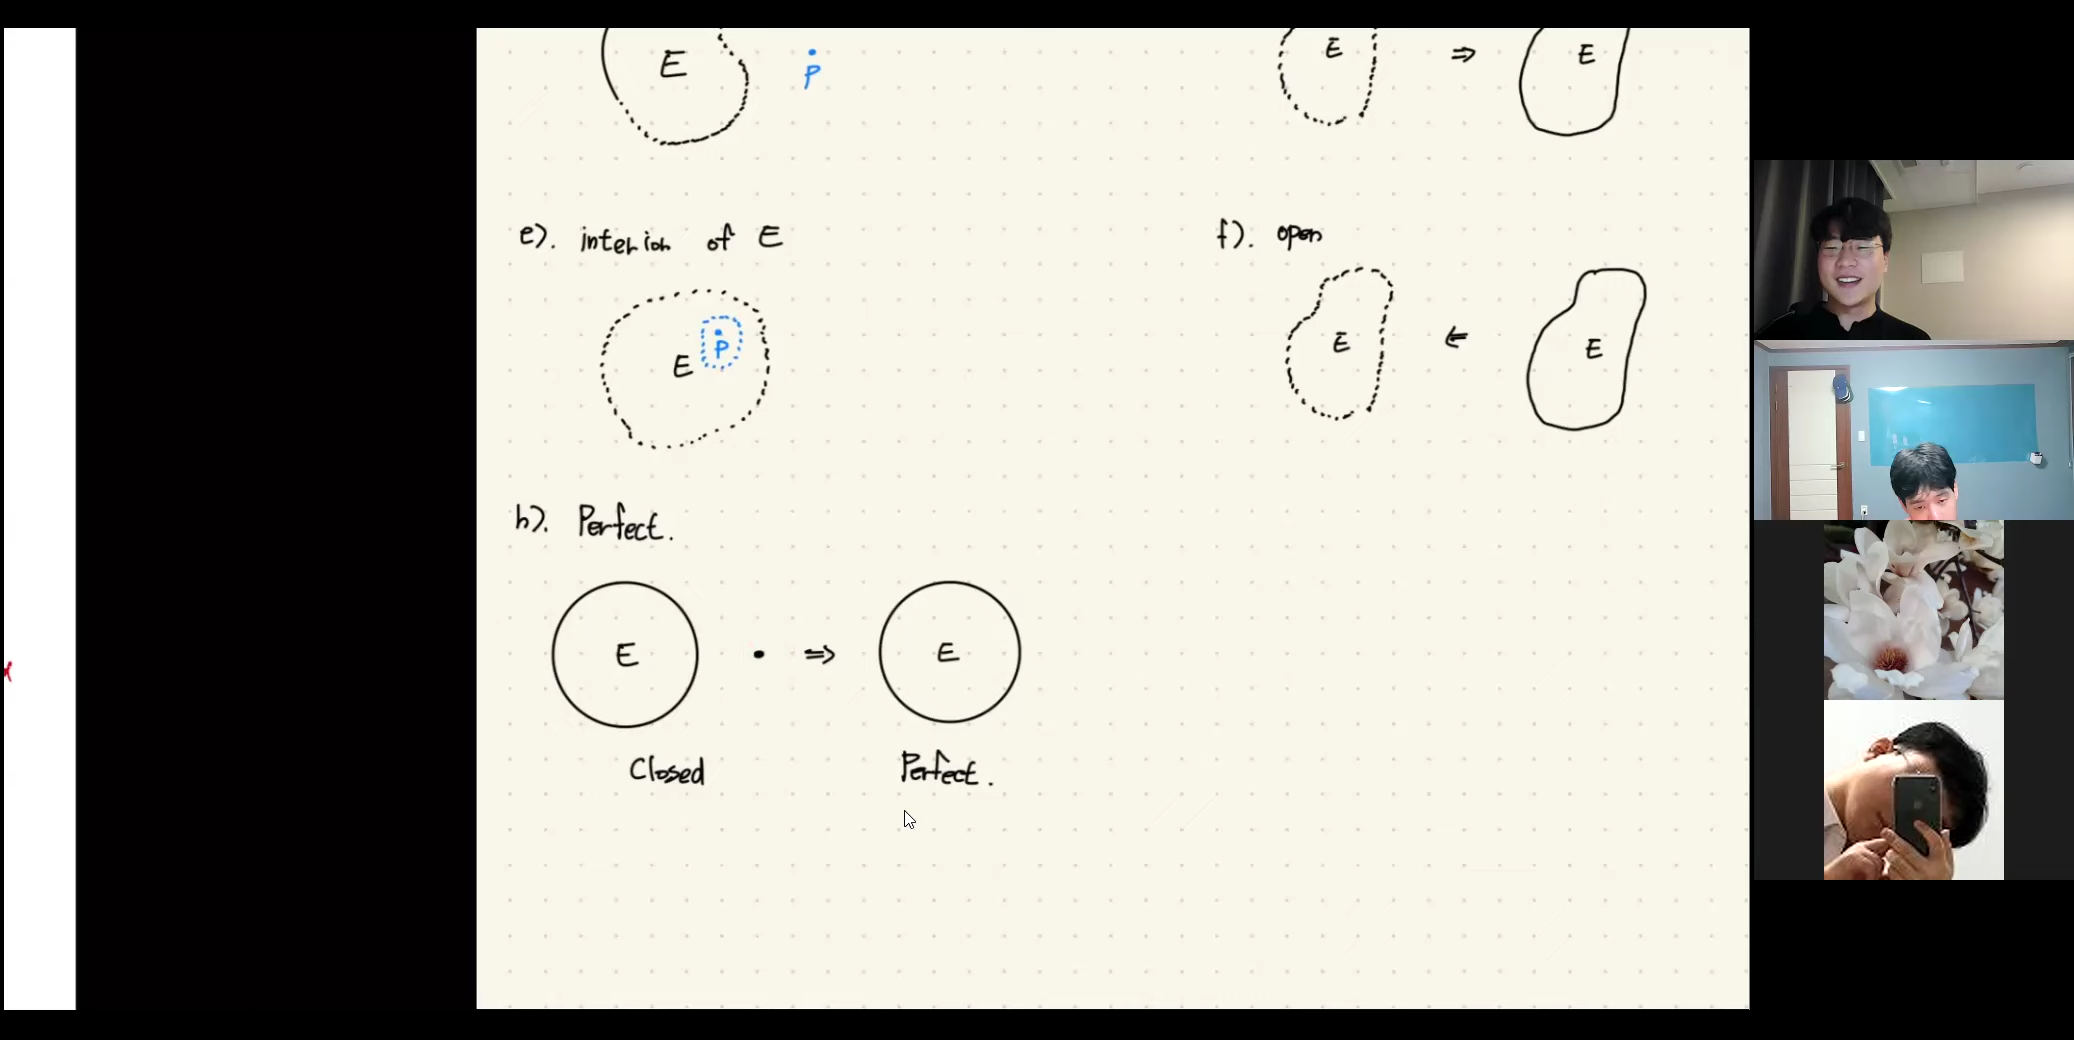 E
P
E ⇒ E
e). interior of E
f). open
E P
E ⇐ E
h). Perfect.
E • ⇒ E
Closed
Perfect.